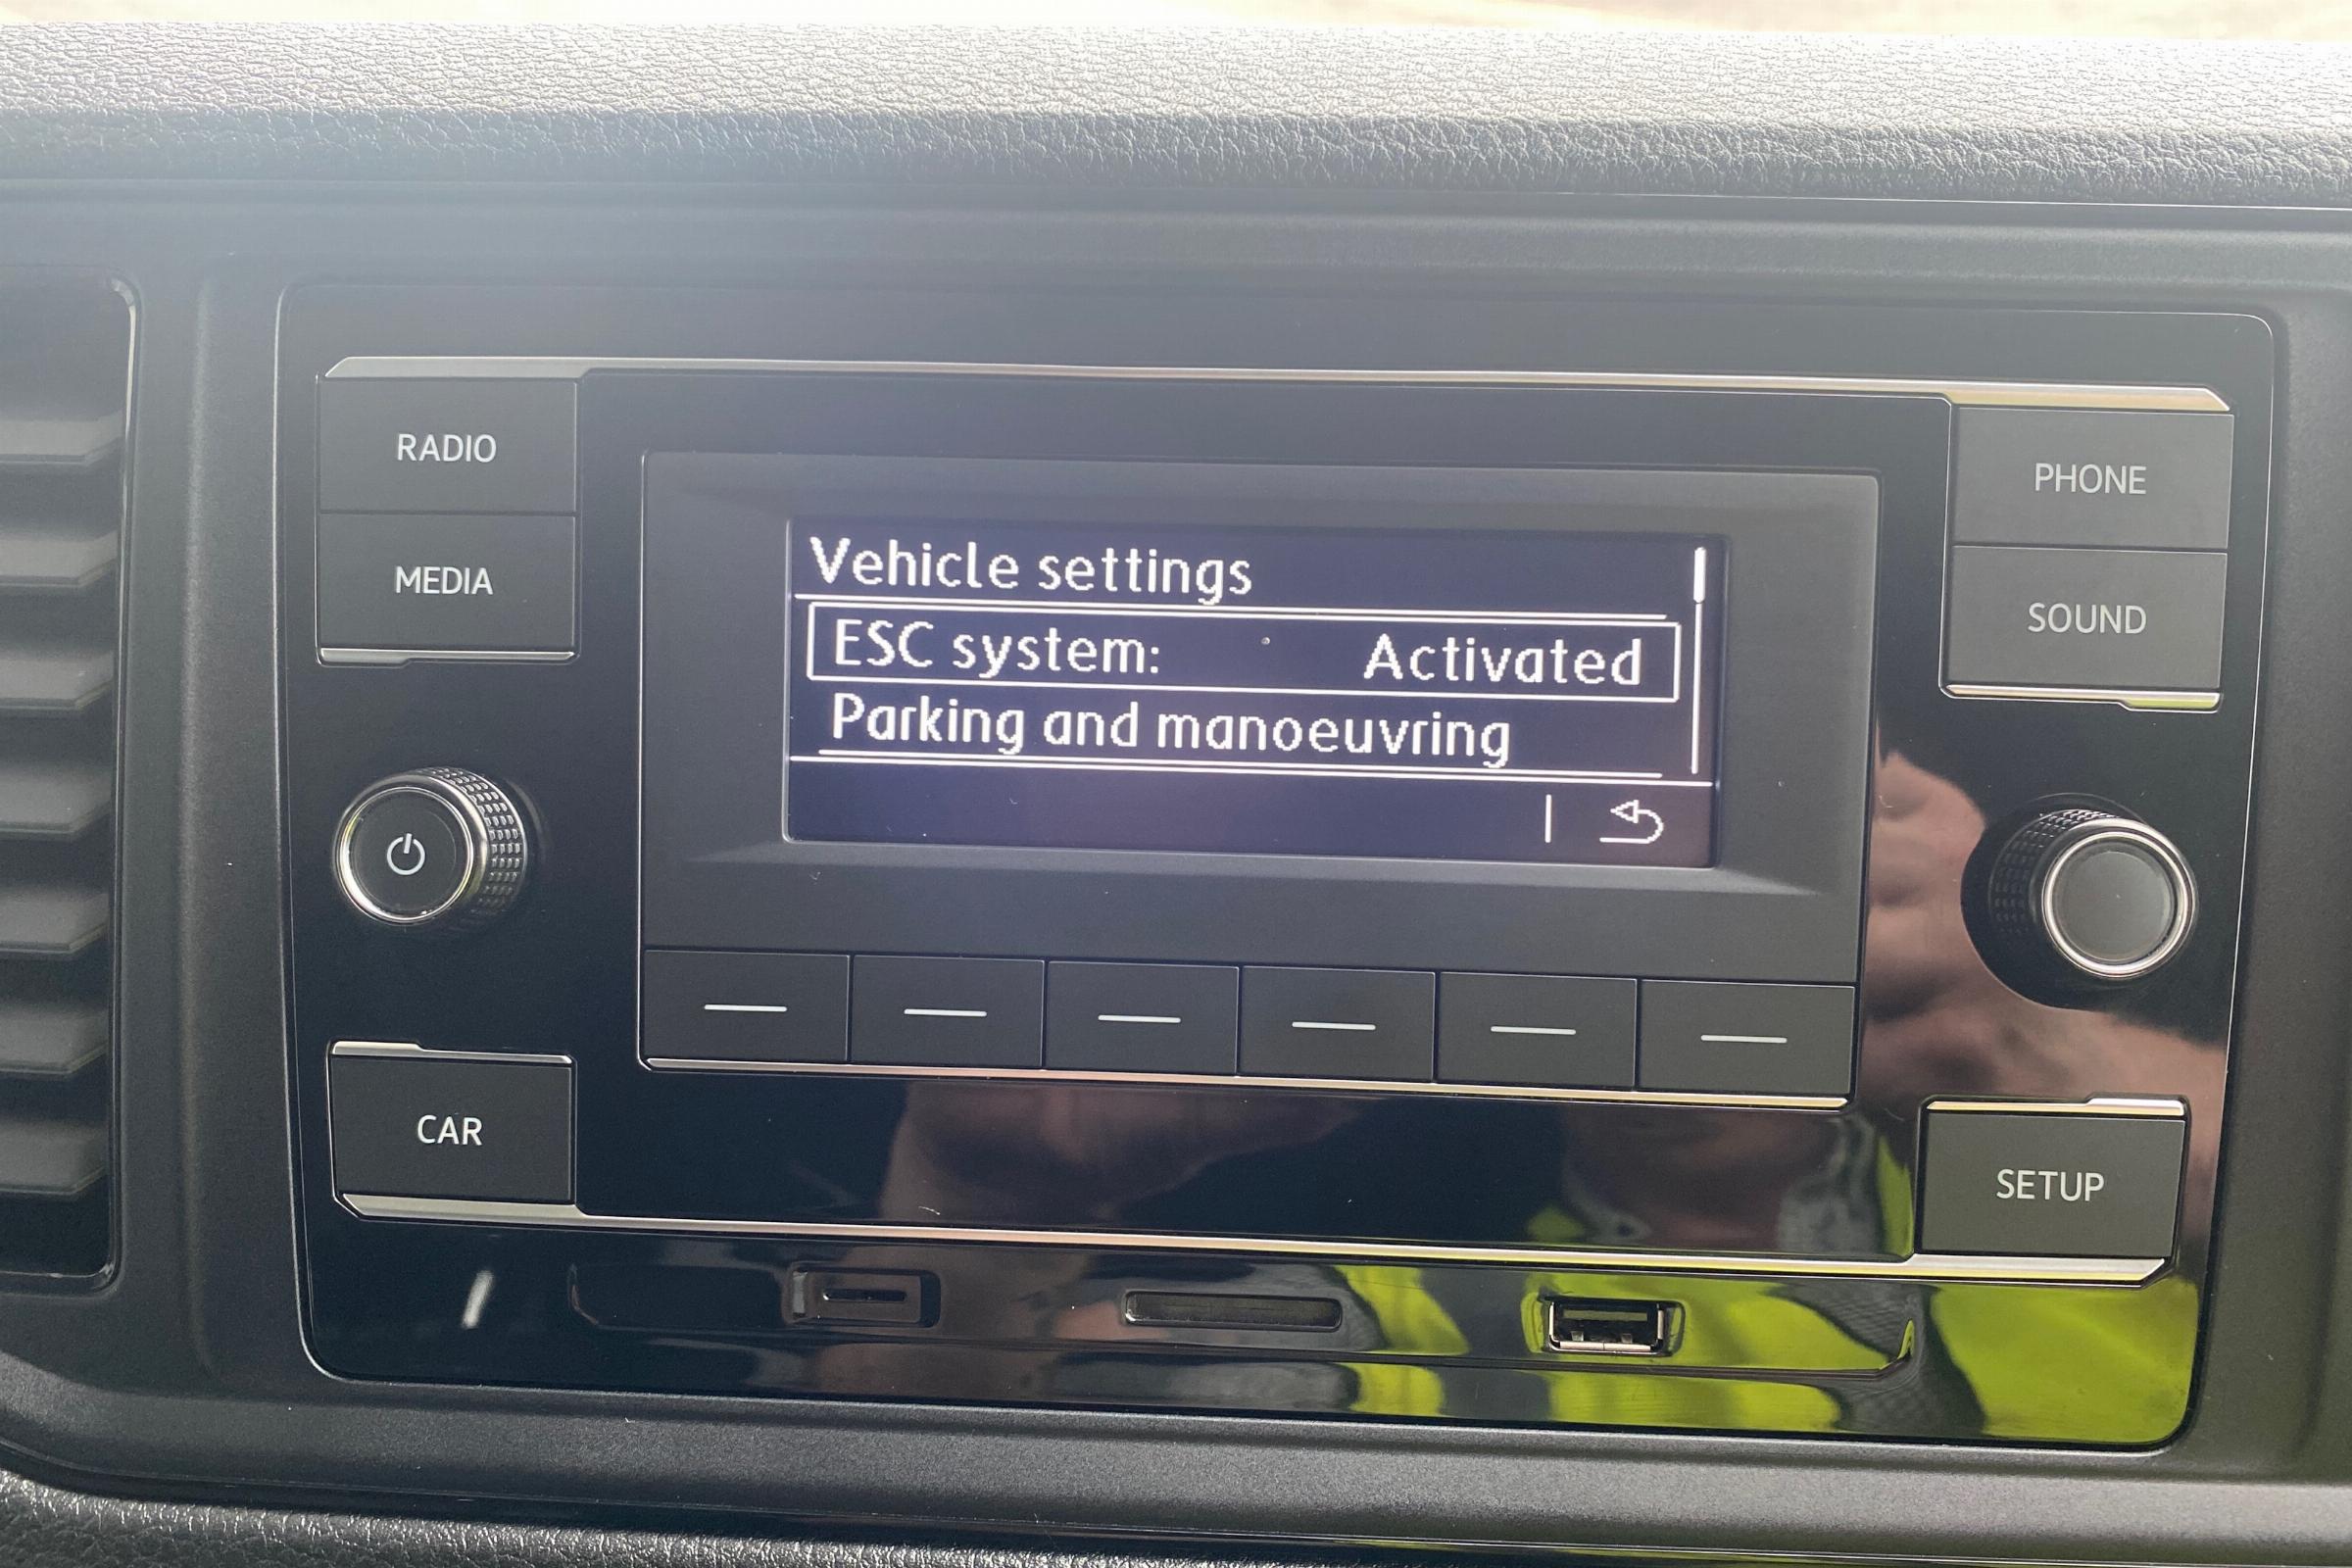 RADIO
MEDIA
PHONE
SOUND
Vehicle settings
ESC system: Activated
Parking and manoeuvring
CAR
SETUP